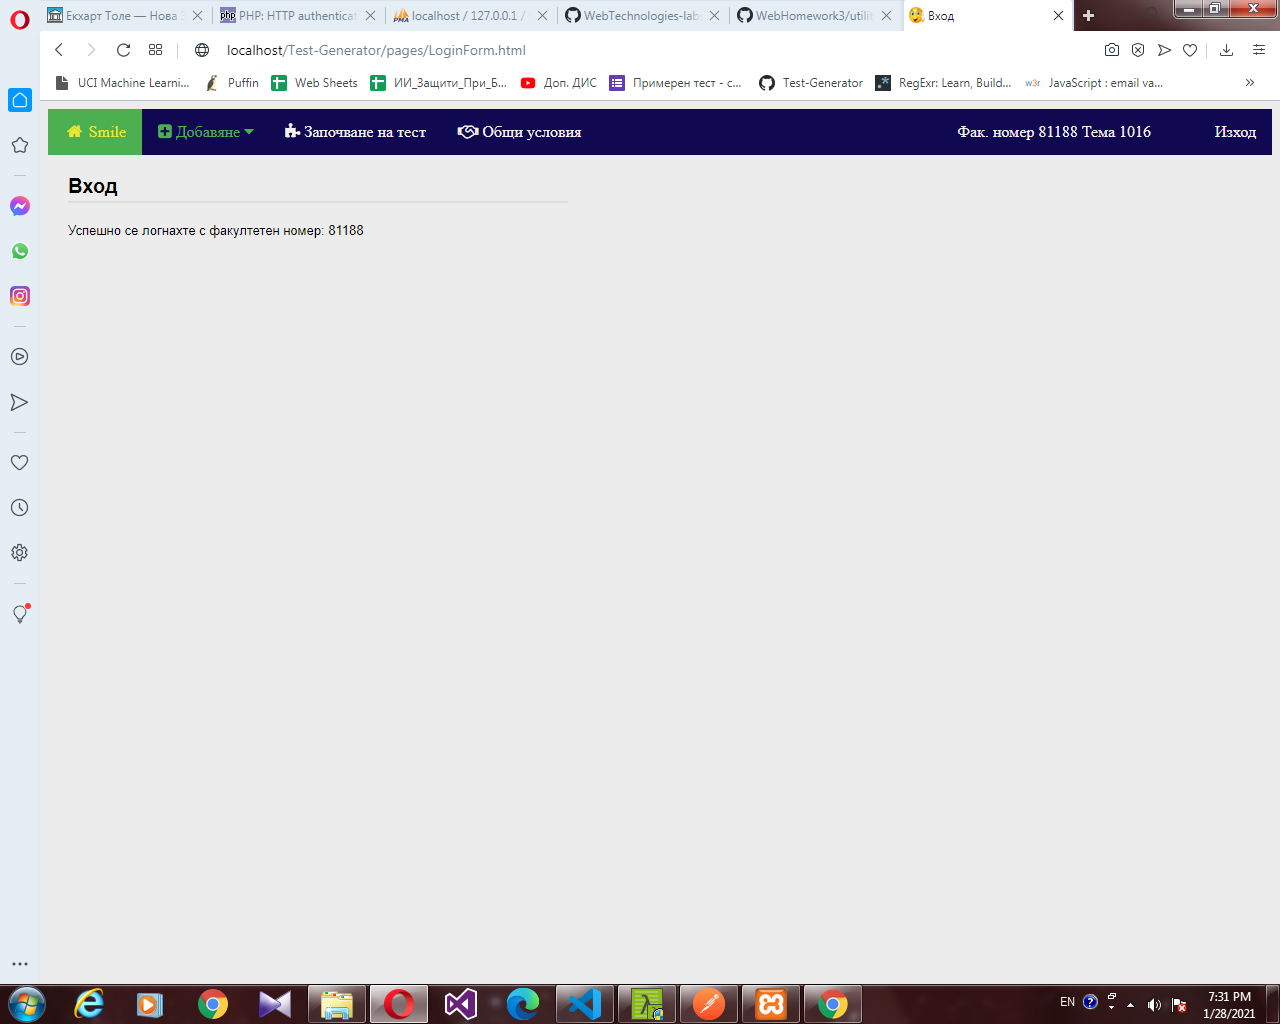 Екхарт Толе — Нова З
PHP: HTTP authenticat
localhost / 127.0.0.1 /
WebTechnologies-lab
WebHomework3/utilit
Вход
localhost/Test-Generator/pages/LoginForm.html
UCI Machine Learni...
Puffin
Web Sheets
ИИ_Защити_При_Б...
Доп. ДИС
Примерен тест - с...
Test-Generator
RegExr: Learn, Build...
w3r JavaScript : email va...
Smile
Добавяне
Започване на тест
Общи условия
Фак. номер 81188 Тема 1016
Изход
Вход
Успешно се логнахте с факултетен номер: 81188
EN
7:31 PM
1/28/2021